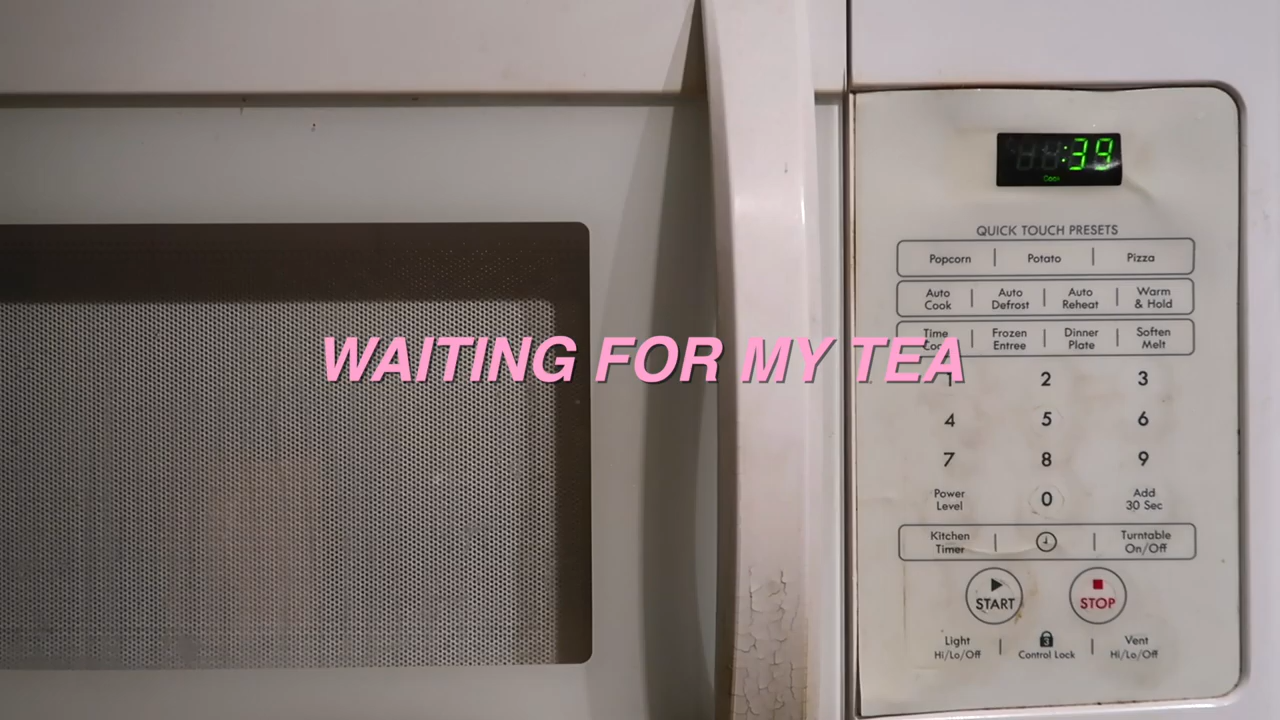 :39
Cook
QUICK TOUCH PRESETS
Popcorn | Potato | Pizza
Auto Cook | Auto Defrost | Auto Reheat | Warm & Hold
Time Cook | Frozen Entree | Dinner Plate | Soften Melt
WAITING FOR MY TEA
1 2 3
4 5 6
7 8 9
Power Level 0 Add 30 Sec
Kitchen Timer | | Turntable On/Off
START STOP
Light Hi/Lo/Off | 3 Control Lock | Vent Hi/Lo/Off